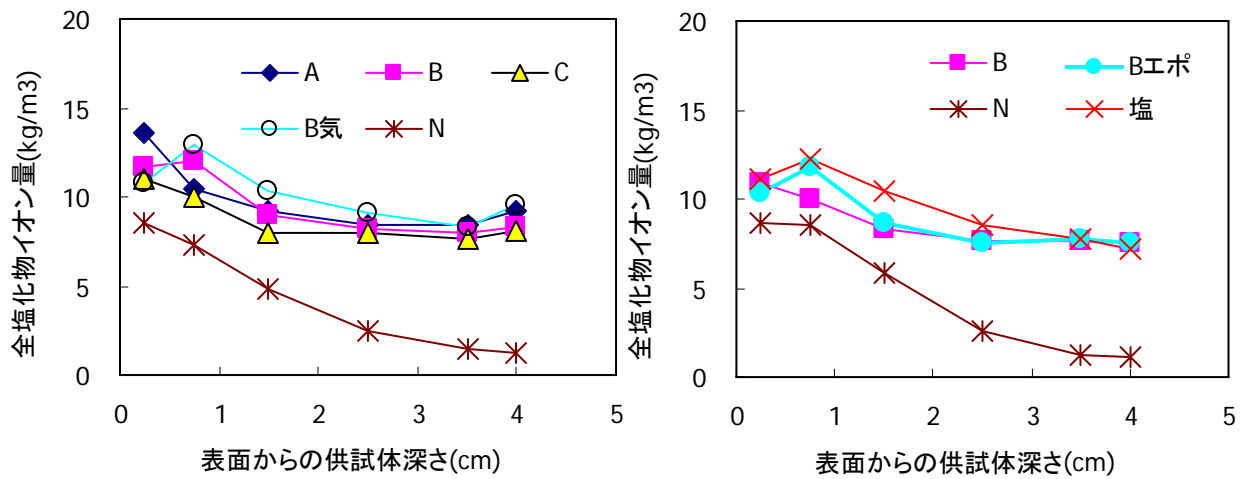 全塩化物イオン量(kg/m3)
20
15
10
5
0
A
B
C
B気
N
0 1 2 3 4 5
表面からの供試体深さ(cm)
全塩化物イオン量(kg/m3)
20
15
10
5
0
B
Bエポ
N
塩
0 1 2 3 4 5
表面からの供試体深さ(cm)